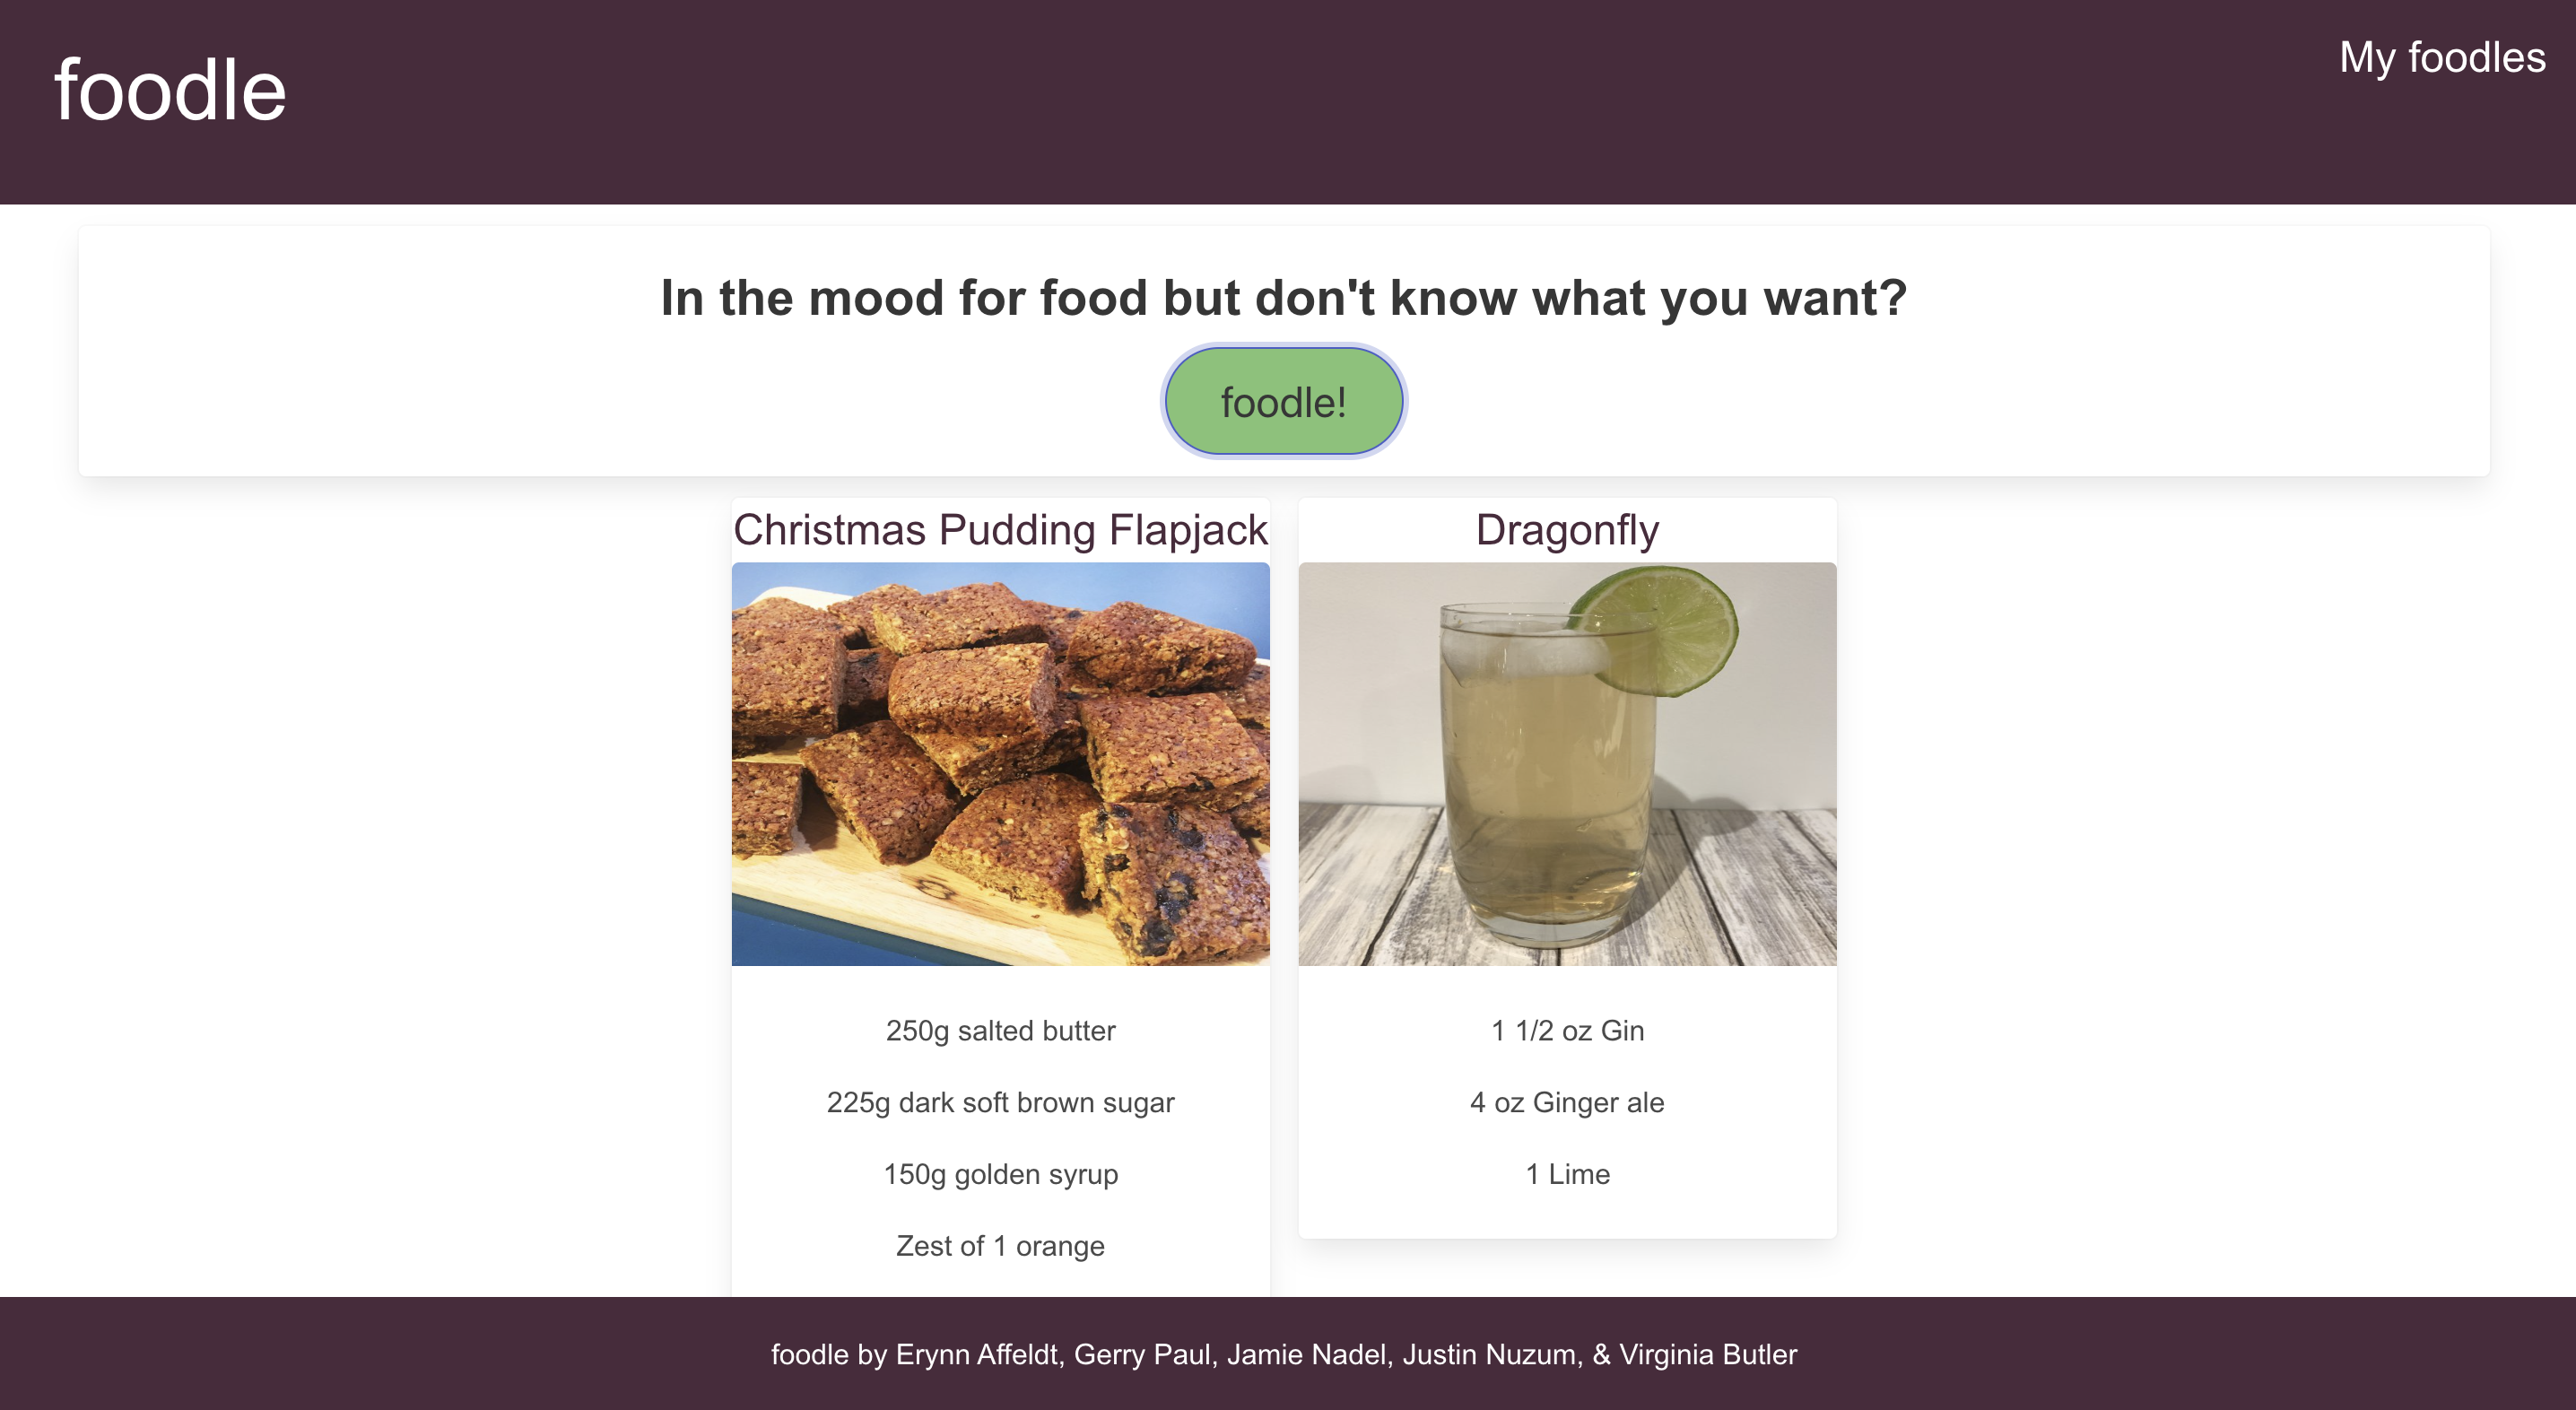 foodle
My foodles
In the mood for food but don't know what you want?
foodle!
Christmas Pudding Flapjack
250g salted butter
225g dark soft brown sugar
150g golden syrup
Zest of 1 orange
Dragonfly
1 1/2 oz Gin
4 oz Ginger ale
1 Lime
foodle by Erynn Affeldt, Gerry Paul, Jamie Nadel, Justin Nuzum, & Virginia Butler